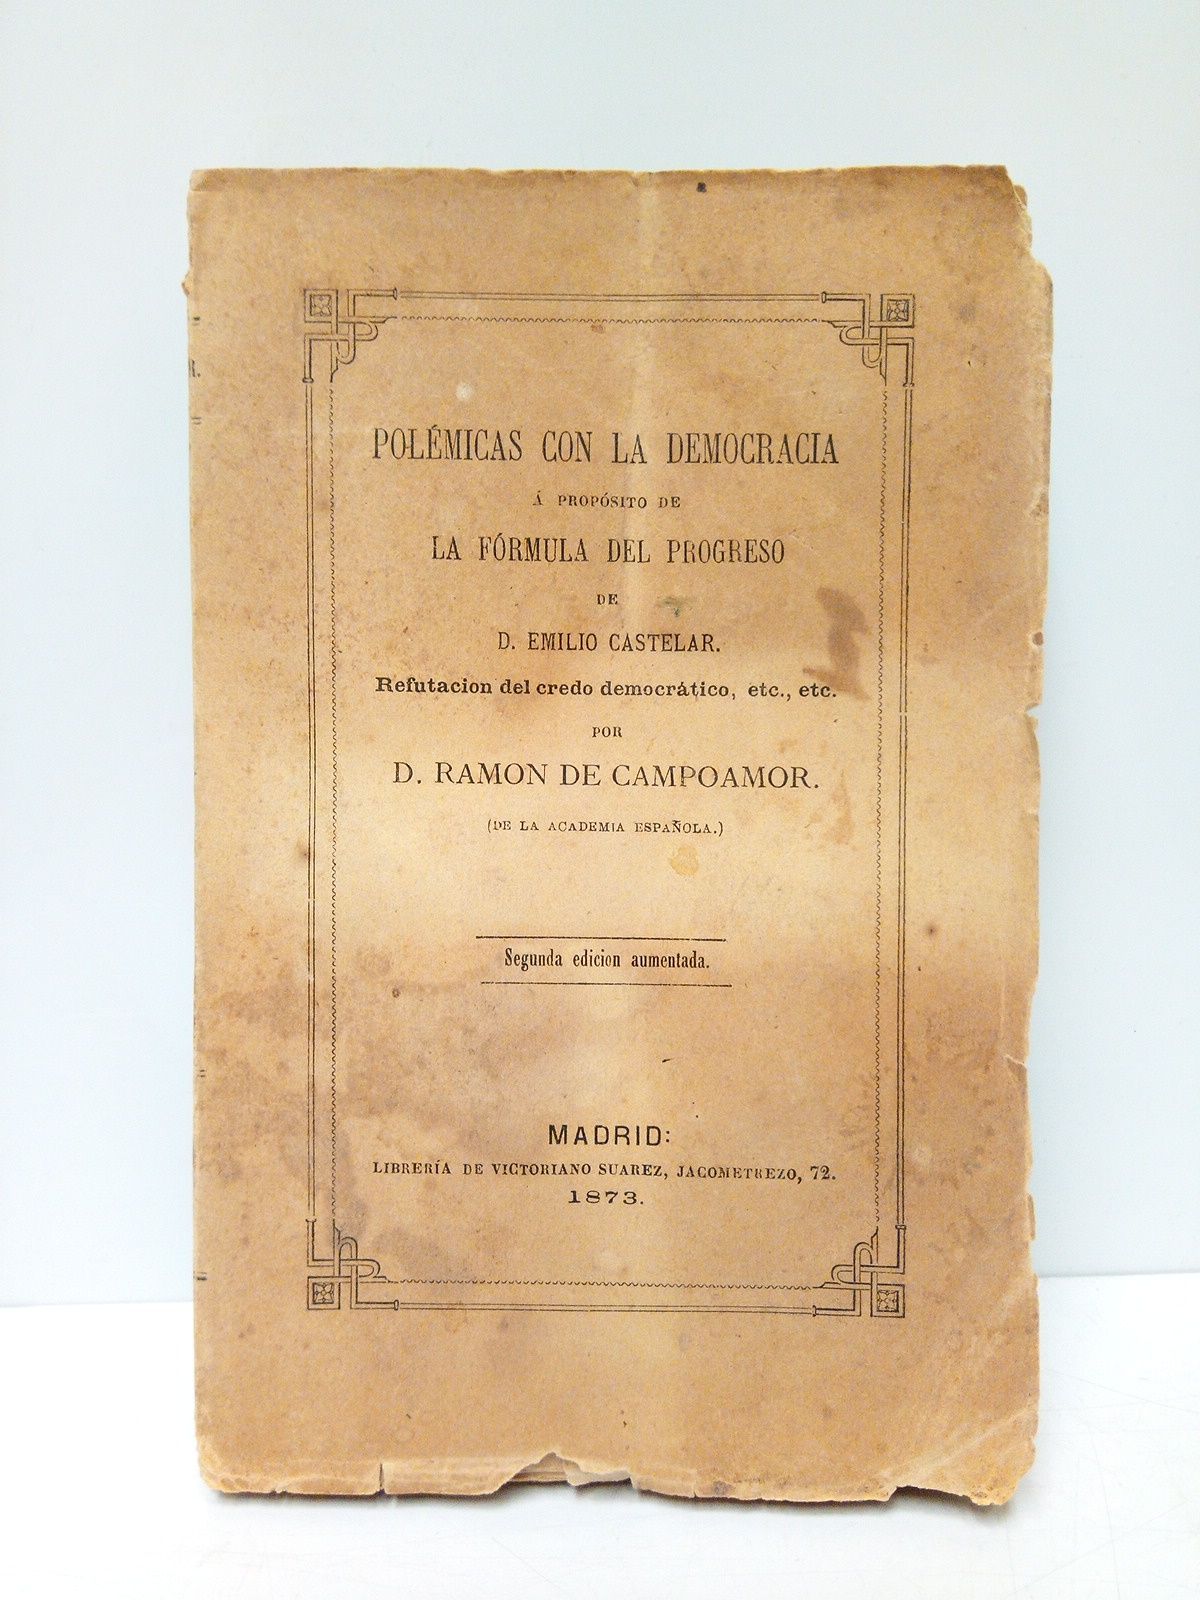 POLÉMICAS CON LA DEMOCRACIA
Á PROPÓSITO DE
LA FÓRMULA DEL PROGRESO
DE
D. EMILIO CASTELAR.
Refutacion del credo democrático, etc., etc.
POR
D. RAMON DE CAMPOAMOR.
(DE LA ACADEMIA ESPAÑOLA.)
Segunda edicion aumentada.
MADRID:
LIBRERÍA DE VICTORIANO SUAREZ, JACOMETREZO, 72.
1873.